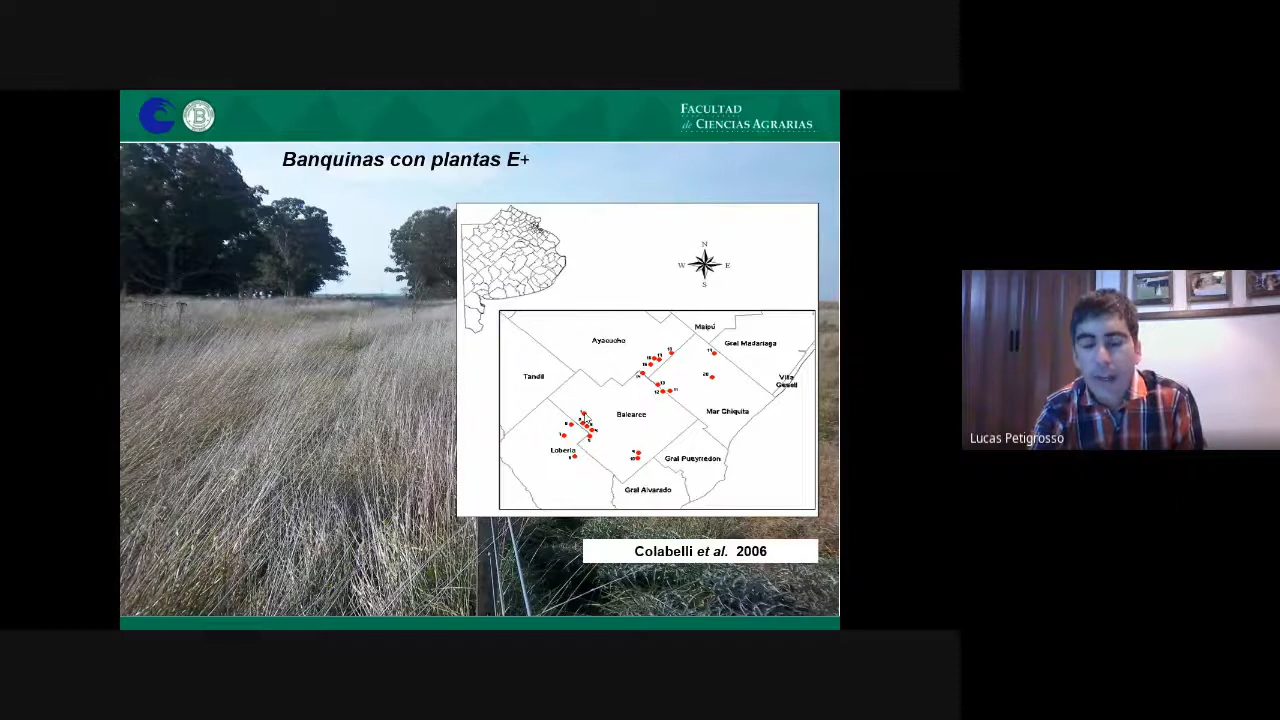 FACULTAD
de CIENCIAS AGRARIAS
B
Banquinas con plantas E+
N
W E
S
Maipú
Ayacucho
Gral Madariaga
Tandil
Villa
Gesell
Balcarce
Mar Chiquita
Lobería
Gral Pueyrredon
Gral Alvarado
20
Colabelli et al. 2006
Lucas Petigrosso